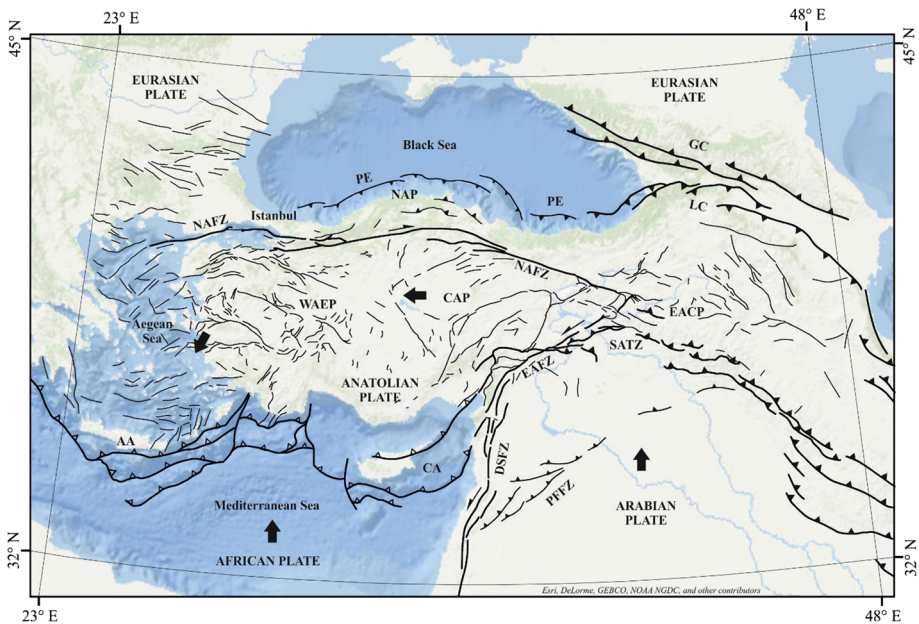 23° E
48° E
45° N
45° N
EURASIAN
PLATE
EURASIAN
PLATE
Black Sea
GC
PE
NAP
PE
LC
NAFZ
Istanbul
NAFZ
WAEP
CAP
EACP
Aegean
Sea
SATZ
EAFZ
ANATOLIAN
PLATE
AA
CA
DSFZ
PFFZ
Mediterranean Sea
ARABIAN
PLATE
AFRICAN PLATE
32° N
32° N
Esri, DeLorme, GEBCO, NOAA NGDC, and other contributors
23° E
48° E